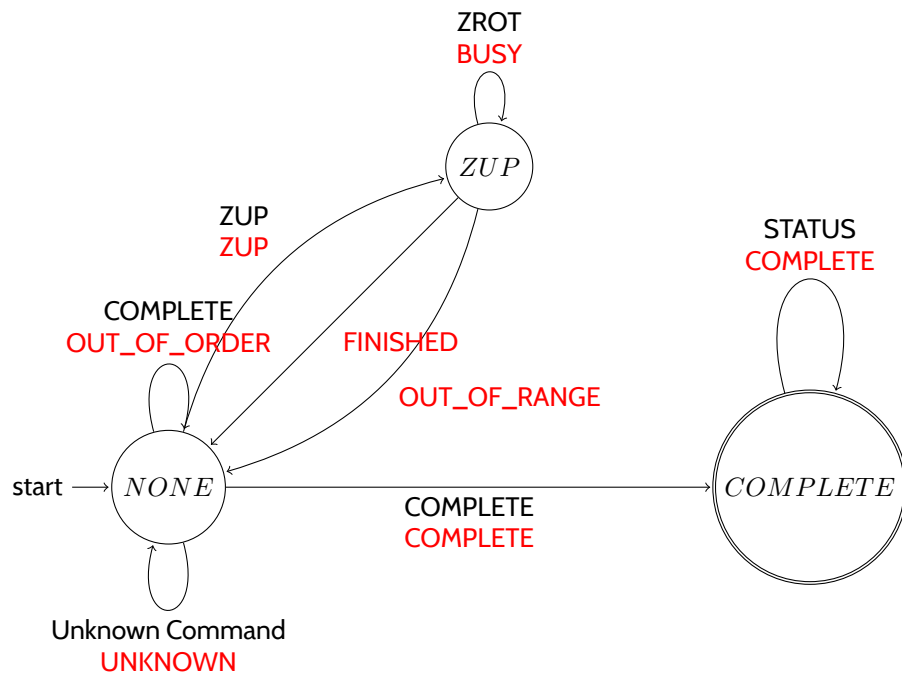 ZROT
BUSY
ZUP
ZUP
ZUP
STATUS
COMPLETE
COMPLETE
OUT_OF_ORDER
FINISHED
OUT_OF_RANGE
start
NONE
COMPLETE
COMPLETE
COMPLETE
Unknown Command
UNKNOWN